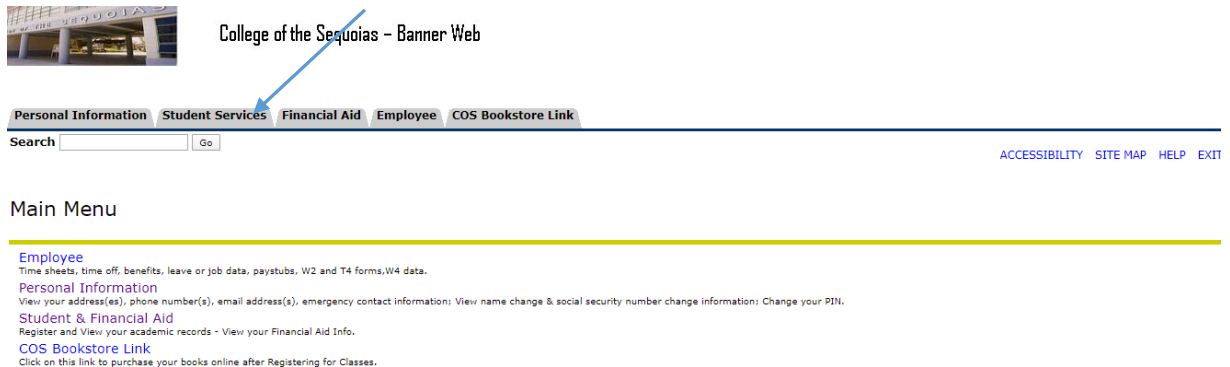 OF THE SEQUOIAS
College of the Sequoias – Banner Web
Personal Information Student Services Financial Aid Employee COS Bookstore Link
Search Go
ACCESSIBILITY SITE MAP HELP EXIT
Main Menu
Employee
Time sheets, time off, benefits, leave or job data, paystubs, W2 and T4 forms,W4 data.
Personal Information
View your address(es), phone number(s), email address(s), emergency contact information; View name change & social security number change information; Change your PIN.
Student & Financial Aid
Register and View your academic records - View your Financial Aid Info.
COS Bookstore Link
Click on this link to purchase your books online after Registering for Classes.